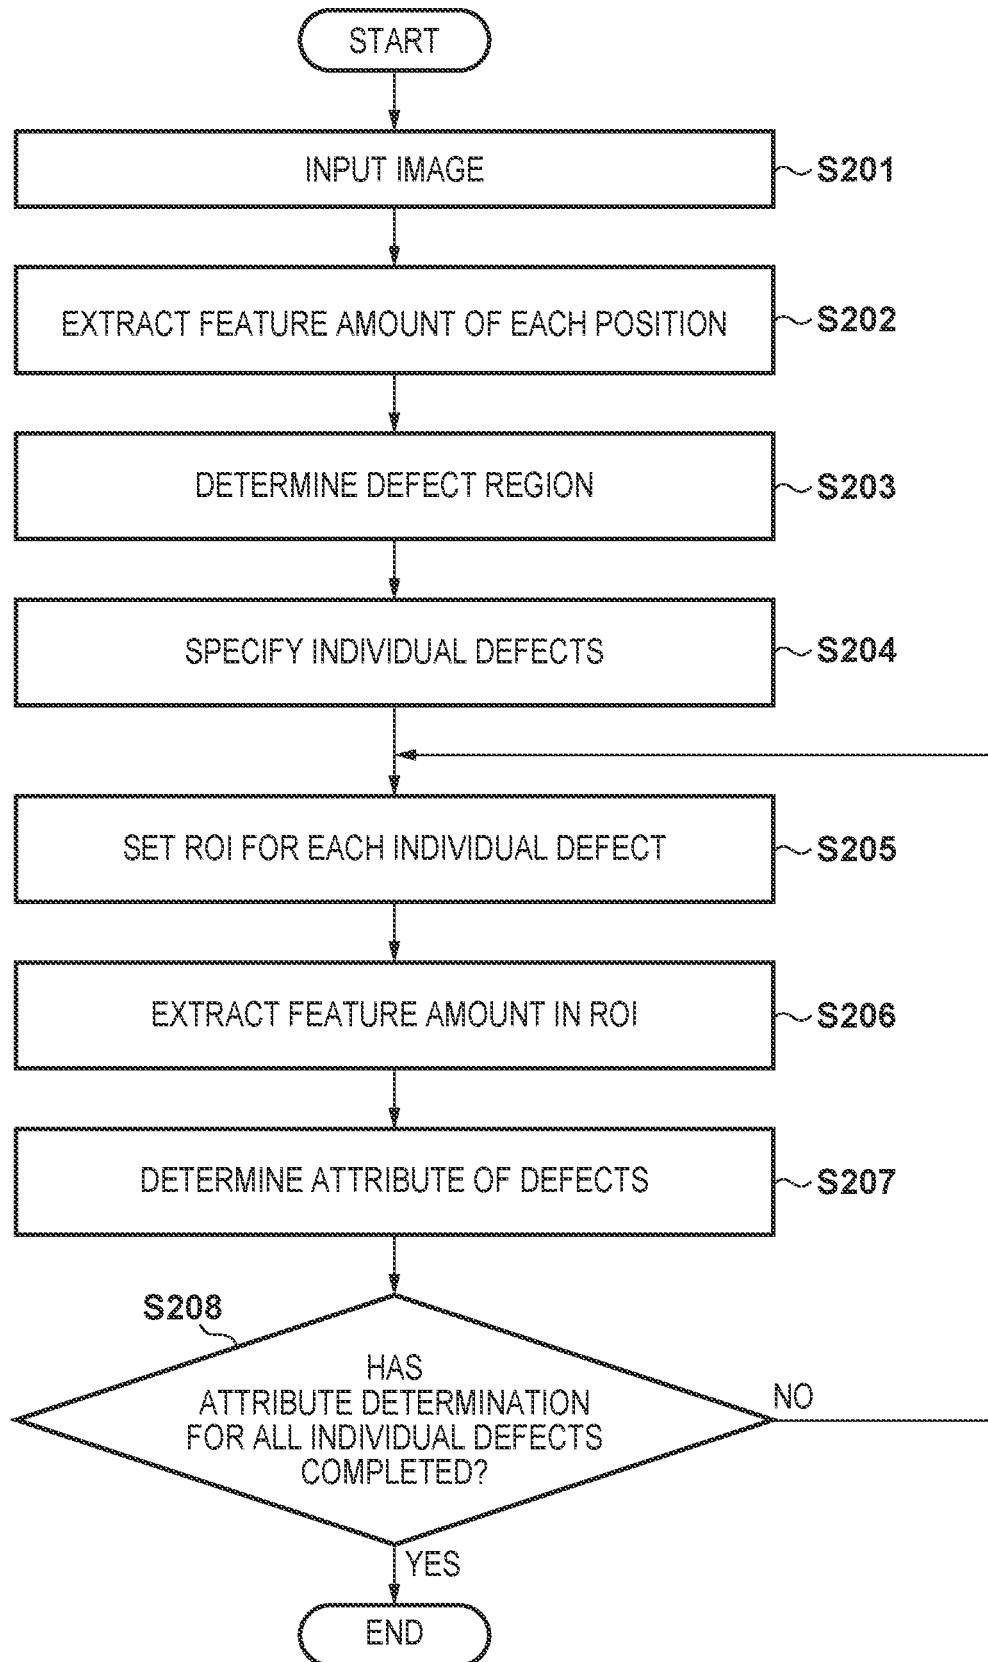 START
INPUT IMAGE
S201
EXTRACT FEATURE AMOUNT OF EACH POSITION
S202
DETERMINE DEFECT REGION
S203
SPECIFY INDIVIDUAL DEFECTS
S204
SET ROI FOR EACH INDIVIDUAL DEFECT
S205
EXTRACT FEATURE AMOUNT IN ROI
S206
DETERMINE ATTRIBUTE OF DEFECTS
S207
S208
HAS
ATTRIBUTE DETERMINATION
FOR ALL INDIVIDUAL DEFECTS
COMPLETED?
NO
YES
END